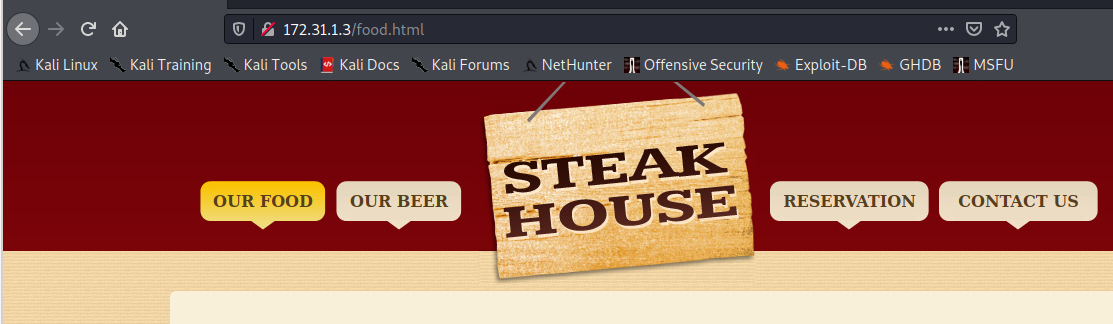 172.31.1.3/food.html
Kali Linux Kali Training Kali Tools Kali Docs Kali Forums NetHunter Offensive Security Exploit-DB GHDB MSFU
OUR FOOD OUR BEER STEAK HOUSE RESERVATION CONTACT US